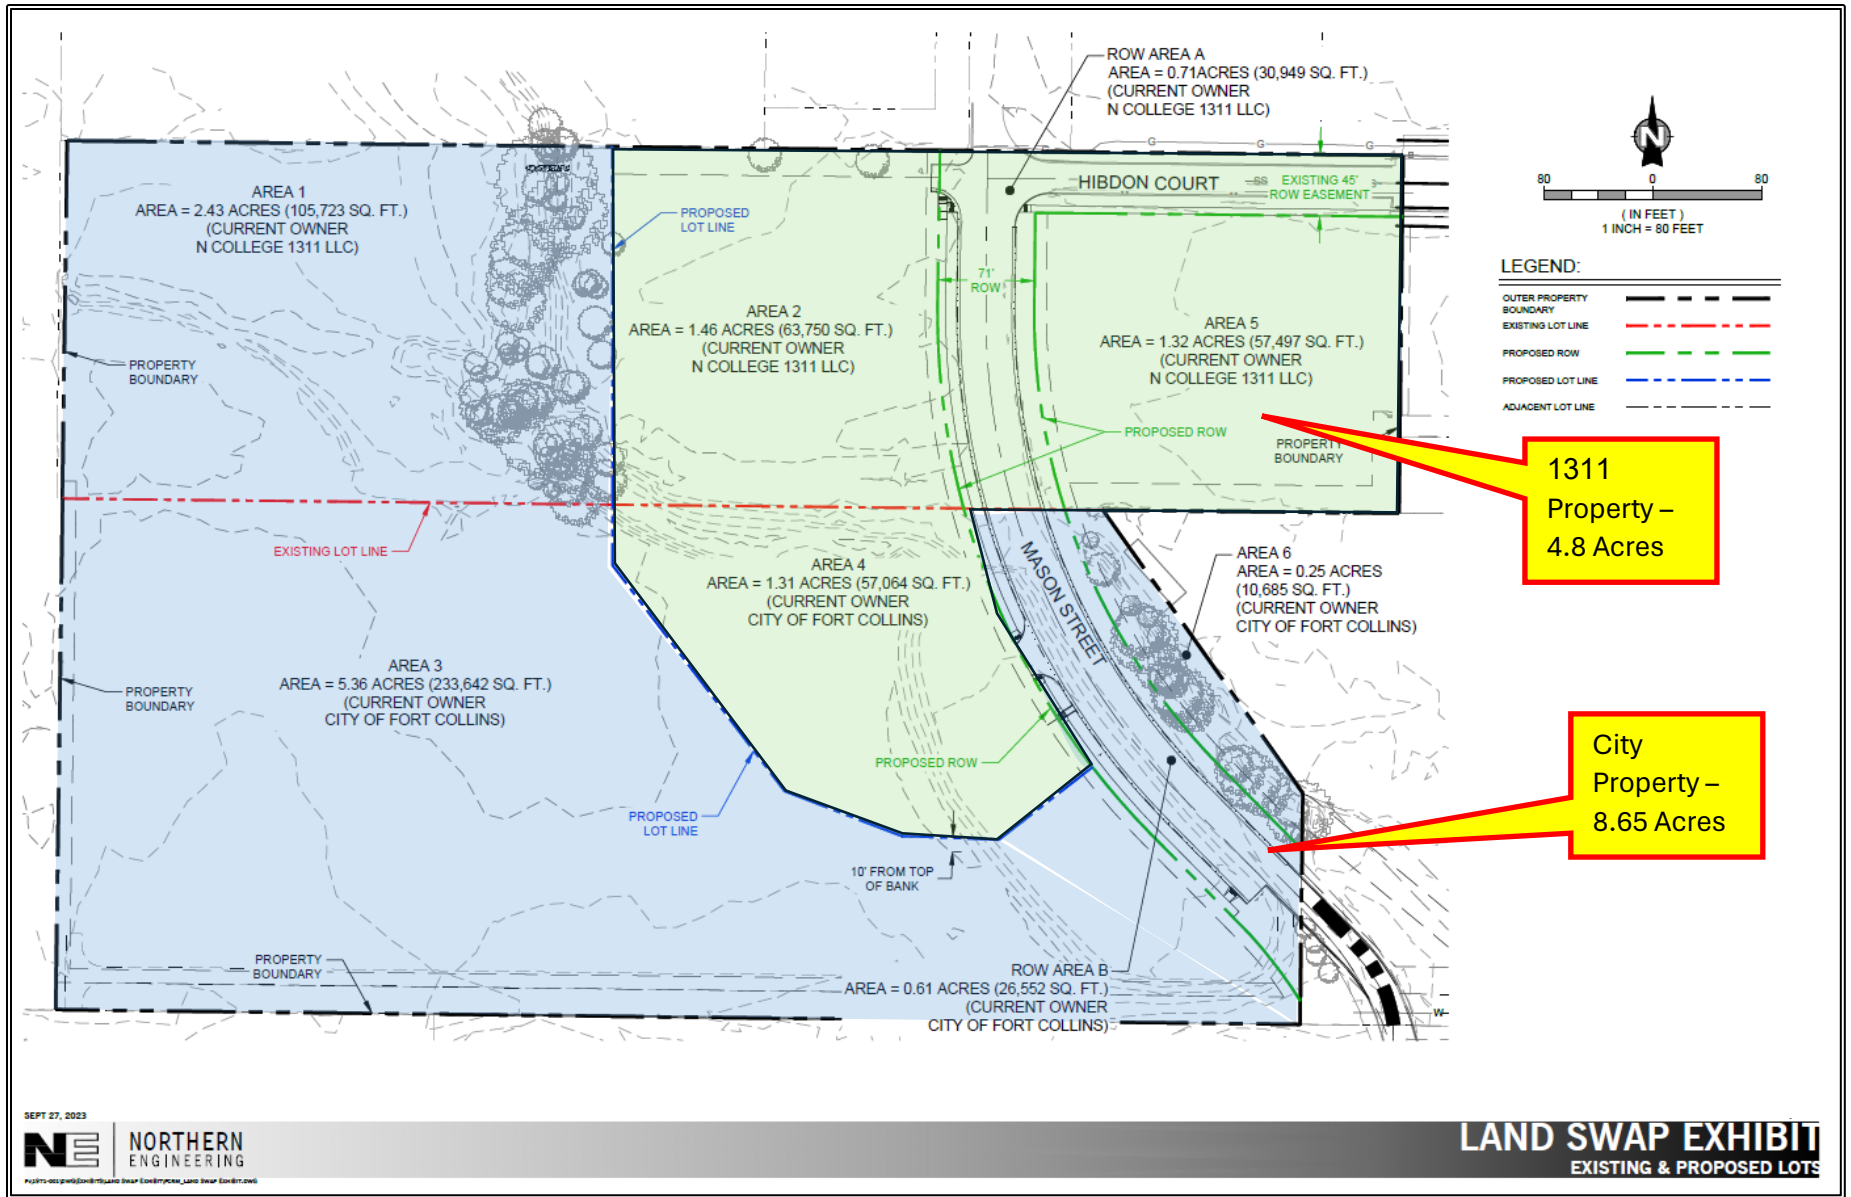 ROW AREA A
AREA = 0.71ACRES (30,949 SQ. FT.)
(CURRENT OWNER
N COLLEGE 1311 LLC)
G
G
G
N
80
0
80
( IN FEET )
1 INCH = 80 FEET
AREA 1
AREA = 2.43 ACRES (105,723 SQ. FT.)
(CURRENT OWNER
N COLLEGE 1311 LLC)
PROPOSED
LOT LINE
HIBDON COURT
SS
EXISTING 45'
ROW EASEMENT
71'
ROW
LEGEND:
OUTER PROPERTY
BOUNDARY
EXISTING LOT LINE
PROPOSED ROW
PROPOSED LOT LINE
ADJACENT LOT LINE
AREA 2
AREA = 1.46 ACRES (63,750 SQ. FT.)
(CURRENT OWNER
N COLLEGE 1311 LLC)
AREA 5
AREA = 1.32 ACRES (57,497 SQ. FT.)
(CURRENT OWNER
N COLLEGE 1311 LLC)
PROPERTY
BOUNDARY
PROPOSED ROW
PROPERTY
BOUNDARY
1311
Property –
4.8 Acres
EXISTING LOT LINE
AREA 4
AREA = 1.31 ACRES (57,064 SQ. FT.)
(CURRENT OWNER
CITY OF FORT COLLINS)
MASON STREET
AREA 6
AREA = 0.25 ACRES
(10,685 SQ. FT.)
(CURRENT OWNER
CITY OF FORT COLLINS)
AREA 3
AREA = 5.36 ACRES (233,642 SQ. FT.)
(CURRENT OWNER
CITY OF FORT COLLINS)
PROPERTY
BOUNDARY
PROPOSED ROW
City
Property –
8.65 Acres
PROPOSED
LOT LINE
10' FROM TOP
OF BANK
PROPERTY
BOUNDARY
ROW AREA B
AREA = 0.61 ACRES (26,552 SQ. FT.)
(CURRENT OWNER
CITY OF FORT COLLINS)
W
SEPT 27, 2023
NE
NORTHERN
ENGINEERING
LAND SWAP EXHIBIT
EXISTING & PROPOSED LOTS